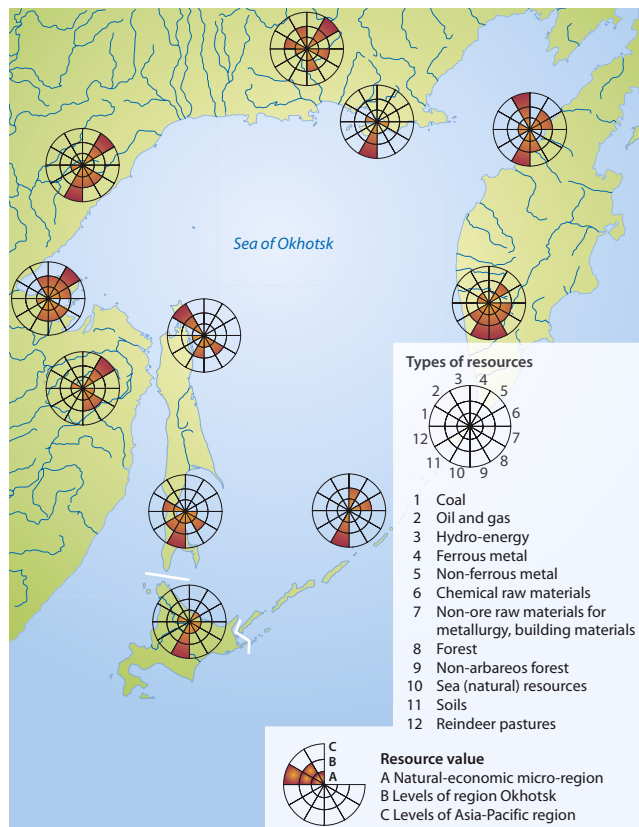 Sea of Okhotsk
Types of resources
3 4
2 5
1 6
12 7
11 8
10 9
1 Coal
2 Oil and gas
3 Hydro-energy
4 Ferrous metal
5 Non-ferrous metal
6 Chemical raw materials
7 Non-ore raw materials for
metallurgy, building materials
8 Forest
9 Non-arbareos forest
10 Sea (natural) resources
11 Soils
12 Reindeer pastures
C
B
A
Resource value
A Natural-economic micro-region
B Levels of region Okhotsk
C Levels of Asia-Pacific region